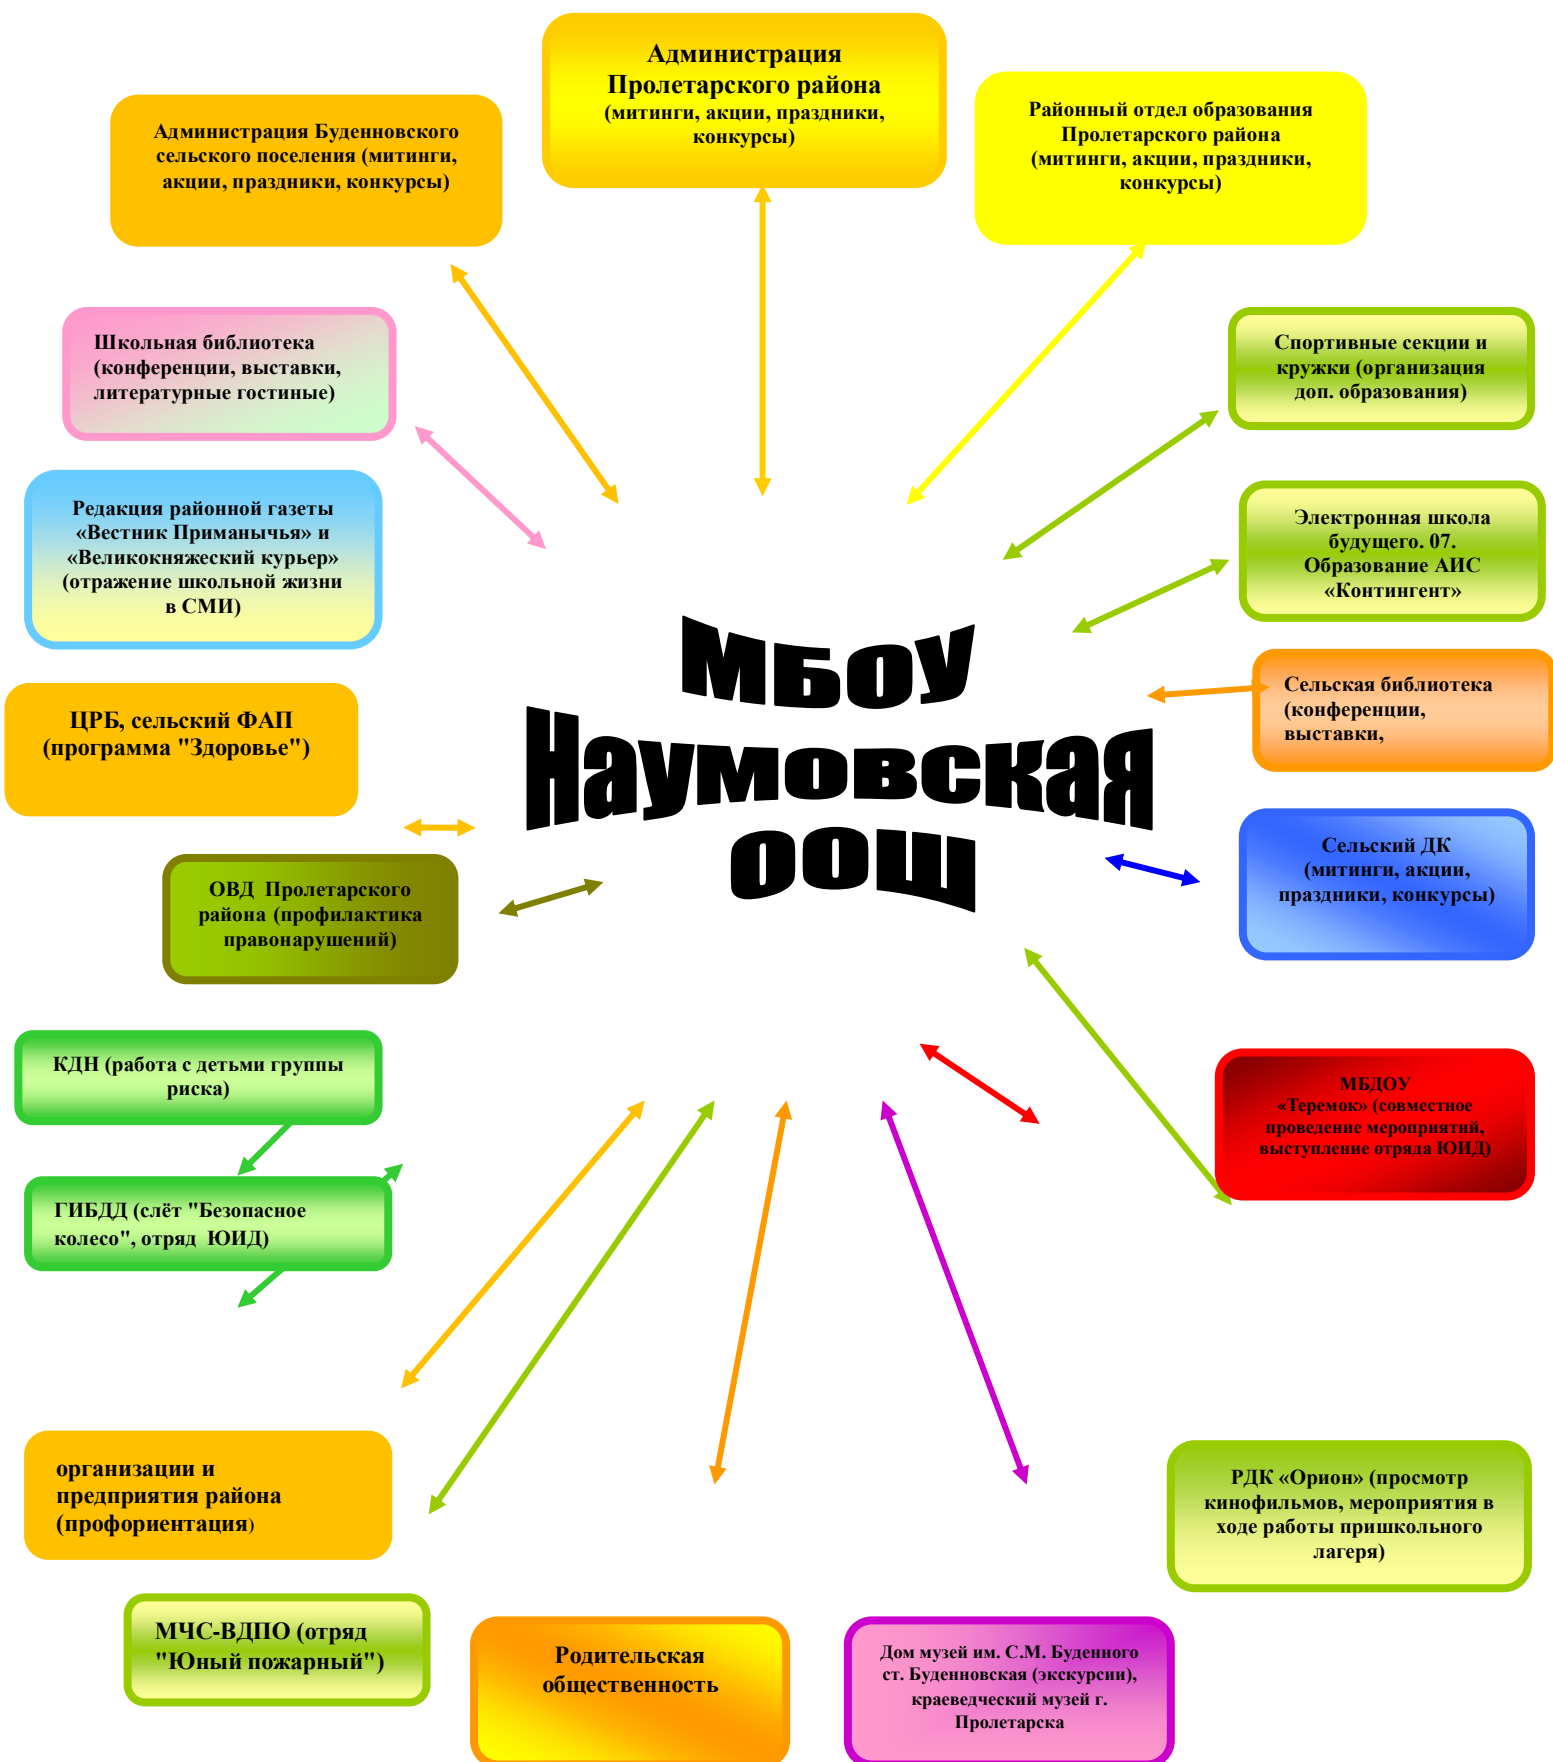 Администрация
Пролетарского района
(митинги, акции, праздники,
конкурсы)
Администрация Буденновского
сельского поселения (митинги,
акции, праздники, конкурсы)
Районный отдел образования
Пролетарского района
(митинги, акции, праздники,
конкурсы)
Школьная библиотека
(конференции, выставки,
литературные гостиные)
Спортивные секции и
кружки (организация
доп. образования)
Редакция районной газеты
«Вестник Приманычья» и
«Великокняжеский курьер»
(отражение школьной жизни
в СМИ)
Электронная школа
будущего. 07.
Образование АИС
«Контингент»
МБОУ
Наумовская
ООШ
ЦРБ, сельский ФАП
(программа "Здоровье")
Сельская библиотека
(конференции,
выставки,
ОВД Пролетарского
района (профилактика
правонарушений)
Сельский ДК
(митинги, акции,
праздники, конкурсы)
КДН (работа с детьми группы
риска)
МБДОУ
«Теремок» (совместное
проведение мероприятий,
выступление отряда ЮИД)
ГИБДД (слёт "Безопасное
колесо", отряд ЮИД)
организации и
предприятия района
(профориентация)
РДК «Орион» (просмотр
кинофильмов, мероприятия в
ходе работы пришкольного
лагеря)
МЧС-ВДПО (отряд
"Юный пожарный")
Родительская
общественность
Дом музей им. С.М. Буденного
ст. Буденновская (экскурсии),
краеведческий музей г.
Пролетарска